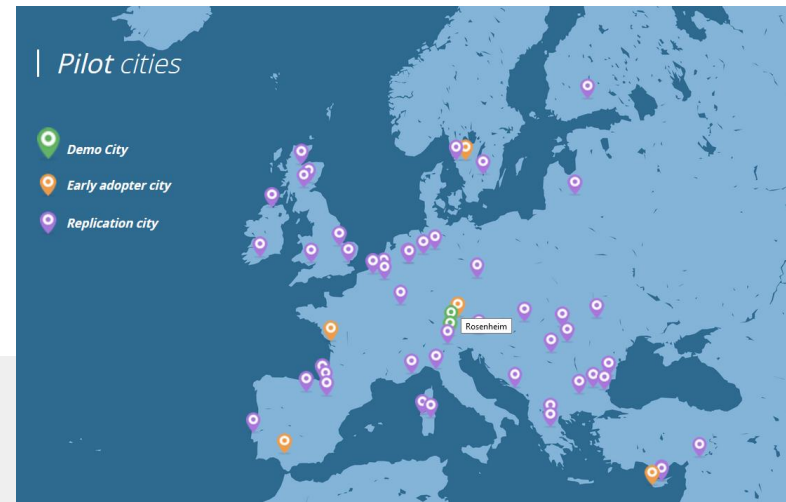 Pilot cities
Demo City
Early adopter city
Replication city
Rosenheim